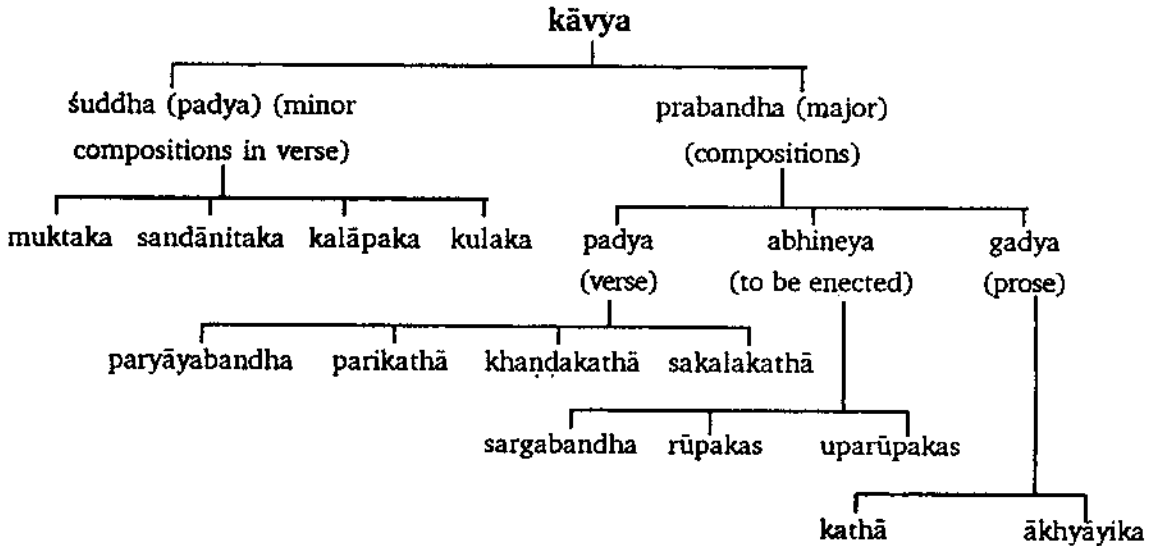 kāvya
śuddha (padya) (minor
compositions in verse)
prabandha (major)
(compositions)
muktaka sandānitaka kalāpaka kulaka
padya
(verse)
abhineya
(to be enected)
gadya
(prose)
paryāyabandha parikathā khaṇḍakathā sakalakathā
sargabandha rūpakas uparūpakas
kathā ākhyāyika